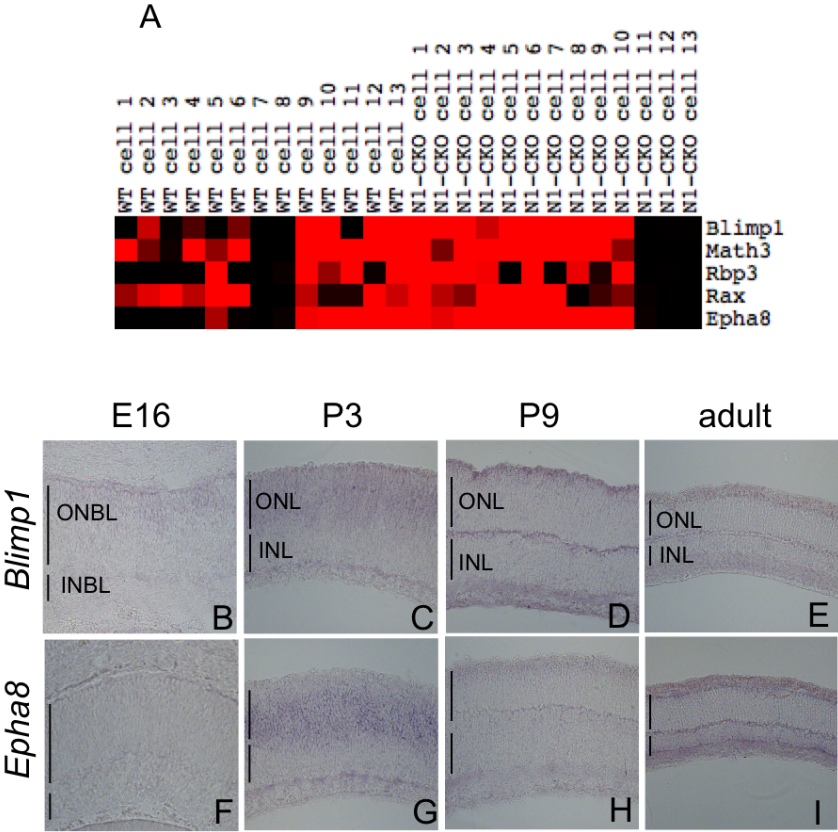 A
WT cell 1
WT cell 2
WT cell 3
WT cell 4
WT cell 5
WT cell 6
WT cell 7
WT cell 8
WT cell 9
WT cell 10
WT cell 11
WT cell 12
WT cell 13
N1-CKO cell 1
N1-CKO cell 2
N1-CKO cell 3
N1-CKO cell 4
N1-CKO cell 5
N1-CKO cell 6
N1-CKO cell 7
N1-CKO cell 8
N1-CKO cell 9
N1-CKO cell 10
N1-CKO cell 11
N1-CKO cell 12
N1-CKO cell 13
Blimp1
Math3
Rbp3
Rax
Epha8
E16 P3 P9 adult
Blimp1
ONBL
INBL
B
ONL
INL
C
ONL
INL
D
ONL
INL
E
Epha8
F
G
H
I